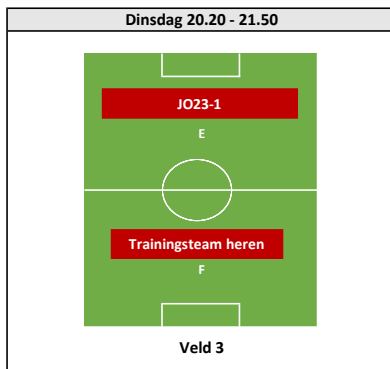 Dinsdag 20.20 - 21.50
JO23-1
E
Trainingsteam heren
F
Veld 3